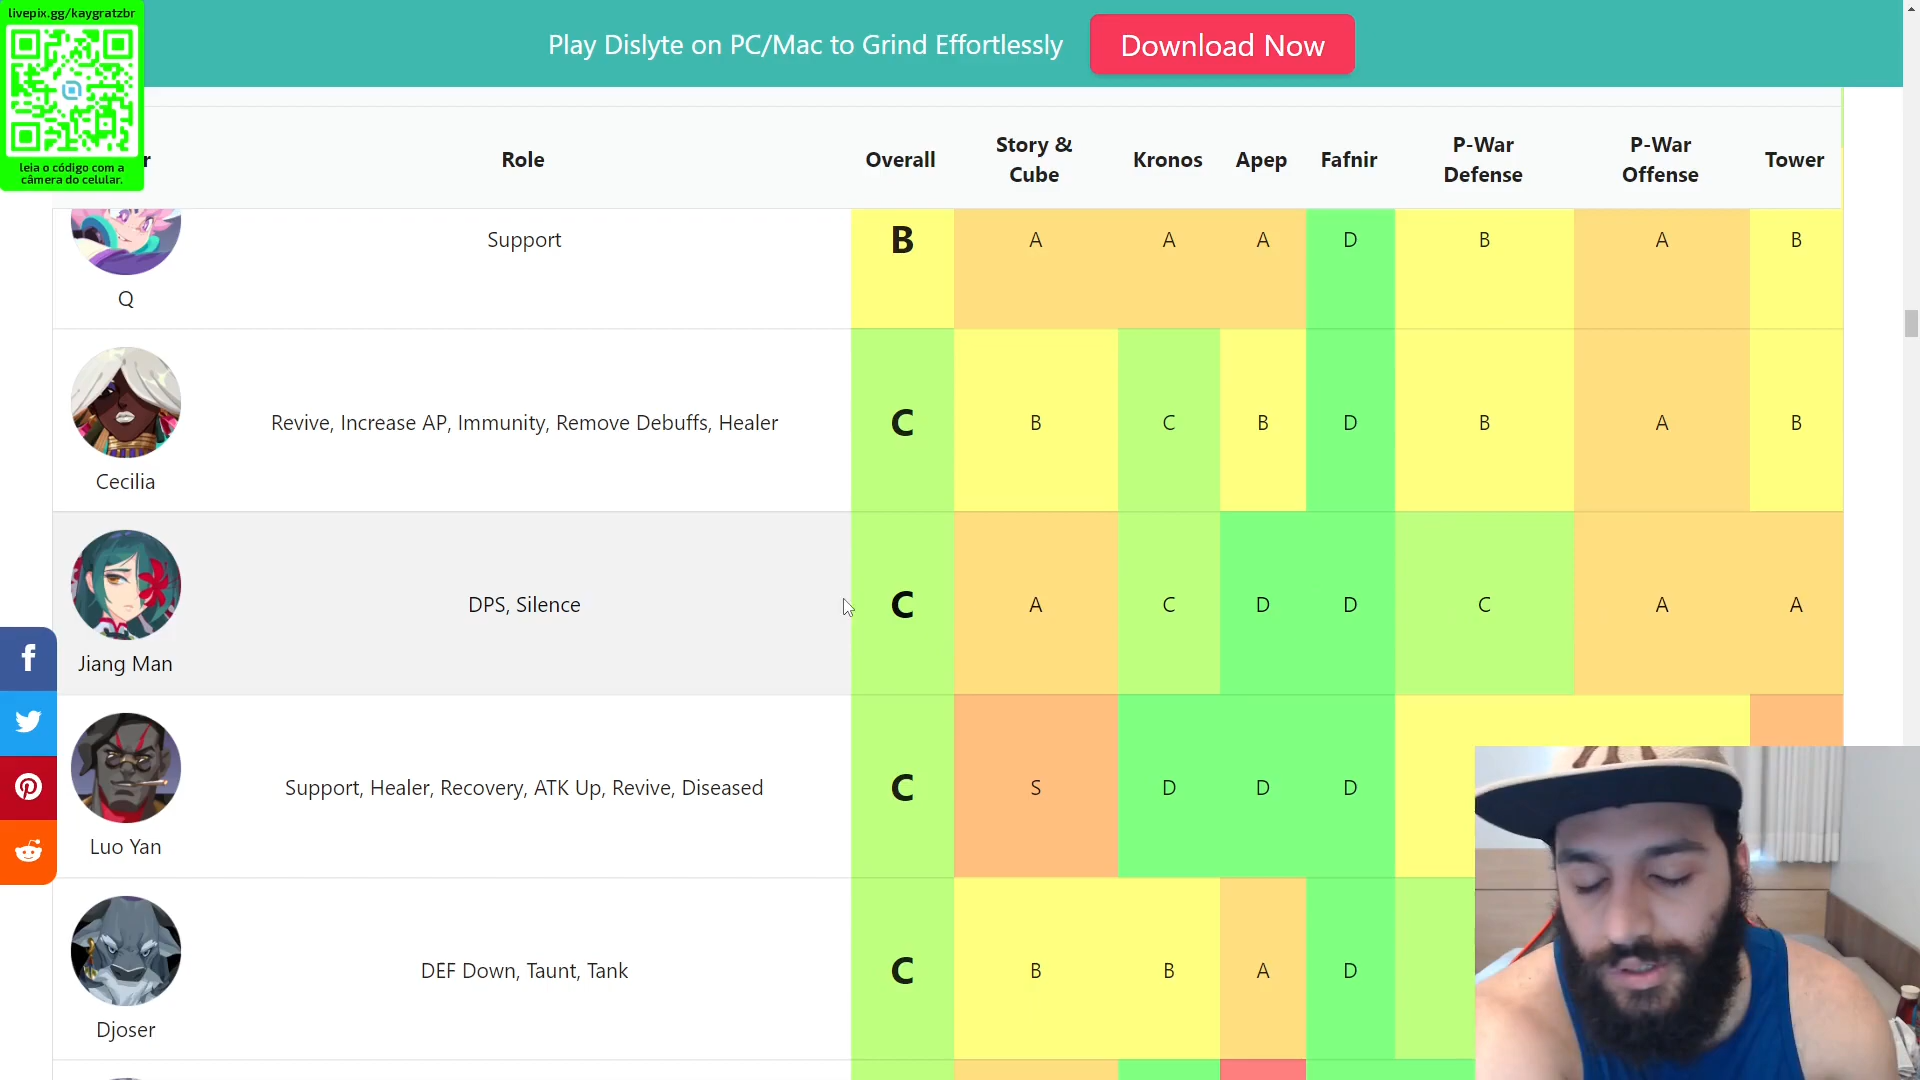 livepix.gg/kaygratzbr
leia o código com a
câmera do celular.
Play Dislyte on PC/Mac to Grind Effortlessly
Download Now
r
Role
Overall
Story &
Cube
Kronos
Apep
Fafnir
P-War
Defense
P-War
Offense
Tower
Support
B
A
A
A
D
B
A
B
Q
Revive, Increase AP, Immunity, Remove Debuffs, Healer
C
B
C
B
D
B
A
B
Cecilia
DPS, Silence
C
A
C
D
D
C
A
A
Jiang Man
Support, Healer, Recovery, ATK Up, Revive, Diseased
C
S
D
D
D
Luo Yan
DEF Down, Taunt, Tank
C
B
B
A
D
Djoser